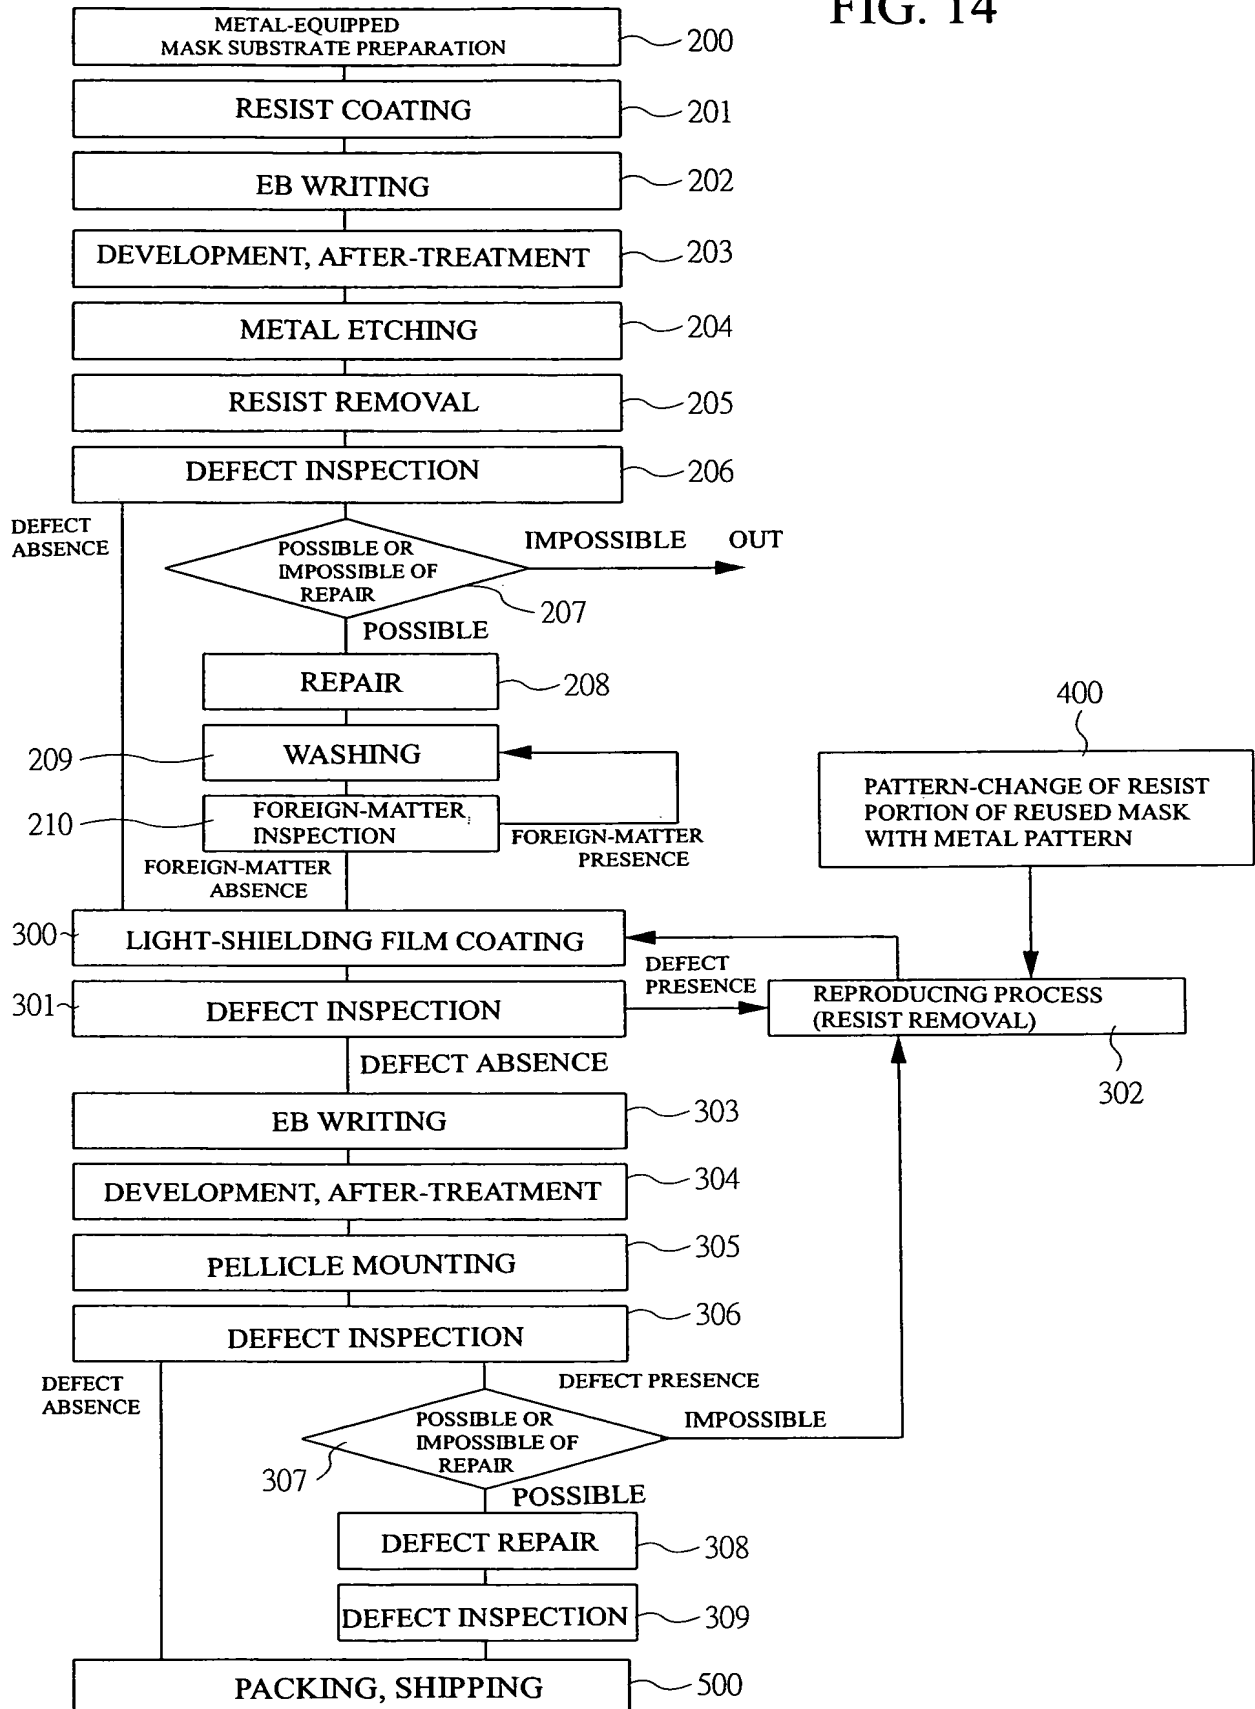 FIG. 14
METAL-EQUIPPED
MASK SUBSTRATE PREPARATION
200
RESIST COATING
201
EB WRITING
202
DEVELOPMENT, AFTER-TREATMENT
203
METAL ETCHING
204
RESIST REMOVAL
205
DEFECT INSPECTION
206
DEFECT
ABSENCE
POSSIBLE OR
IMPOSSIBLE OF
REPAIR
207
IMPOSSIBLE
OUT
POSSIBLE
REPAIR
208
WASHING
209
FOREIGN-MATTER
INSPECTION
210
FOREIGN-MATTER
PRESENCE
FOREIGN-MATTER
ABSENCE
400
PATTERN-CHANGE OF RESIST
PORTION OF REUSED MASK
WITH METAL PATTERN
300
LIGHT-SHIELDING FILM COATING
301
DEFECT INSPECTION
DEFECT
PRESENCE
REPRODUCING PROCESS
(RESIST REMOVAL)
302
DEFECT ABSENCE
EB WRITING
303
DEVELOPMENT, AFTER-TREATMENT
304
PELLICLE MOUNTING
305
DEFECT INSPECTION
306
DEFECT
ABSENCE
DEFECT PRESENCE
POSSIBLE OR
IMPOSSIBLE OF
REPAIR
307
IMPOSSIBLE
POSSIBLE
DEFECT REPAIR
308
DEFECT INSPECTION
309
PACKING, SHIPPING
500